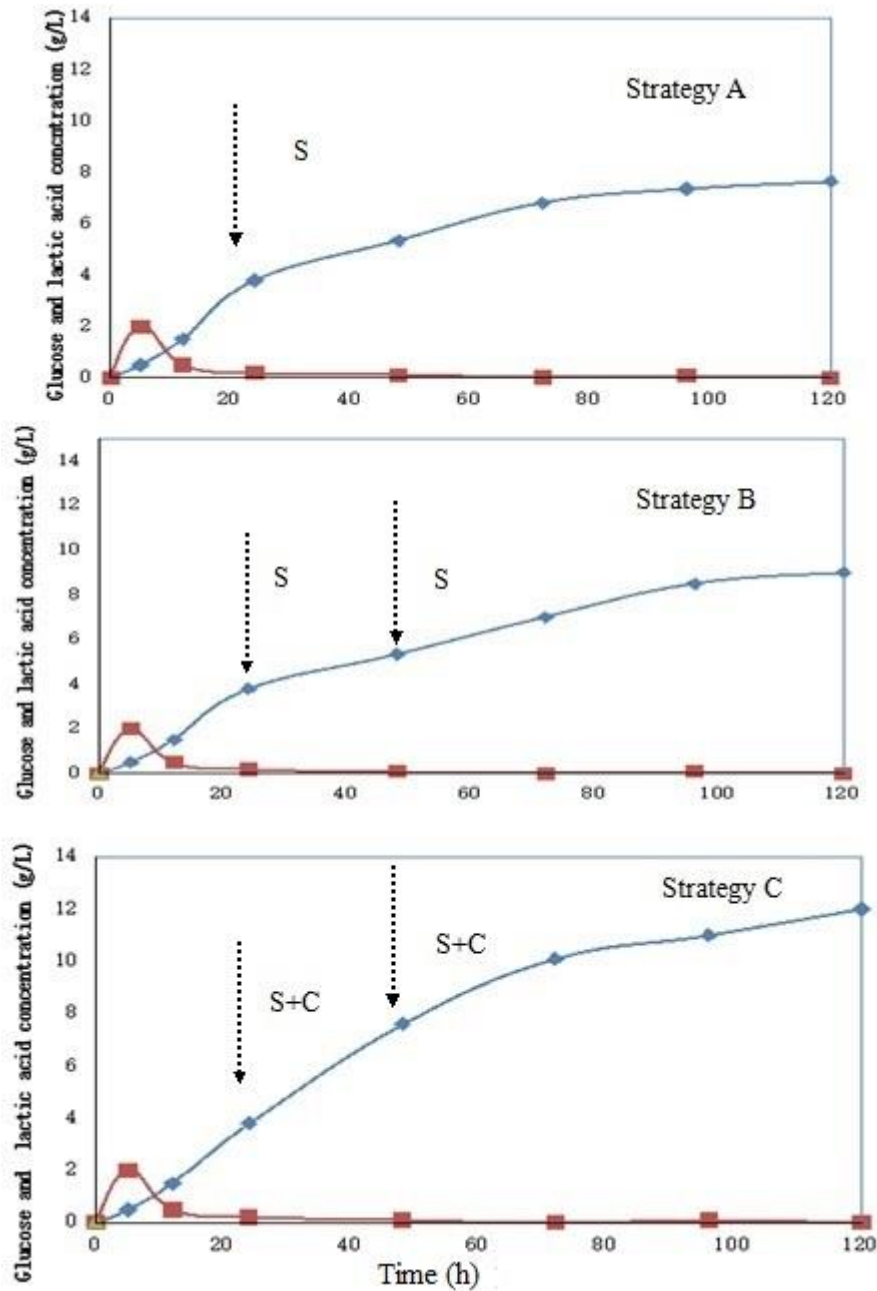 Glucose and lactic acid concntration (g/L)
14
12
10
8
6
4
2
0
Strategy A
S
0 20 40 60 80 100 120
Glucose and lactic acid concentration (g/L)
14
12
10
8
6
4
2
0
Strategy B
S
S
0 20 40 60 80 100 120
Glucose and lactic acid concentration (g/L)
14
12
10
8
6
4
2
0
Strategy C
S+C
S+C
0 20 40 60 80 100 120
Time (h)